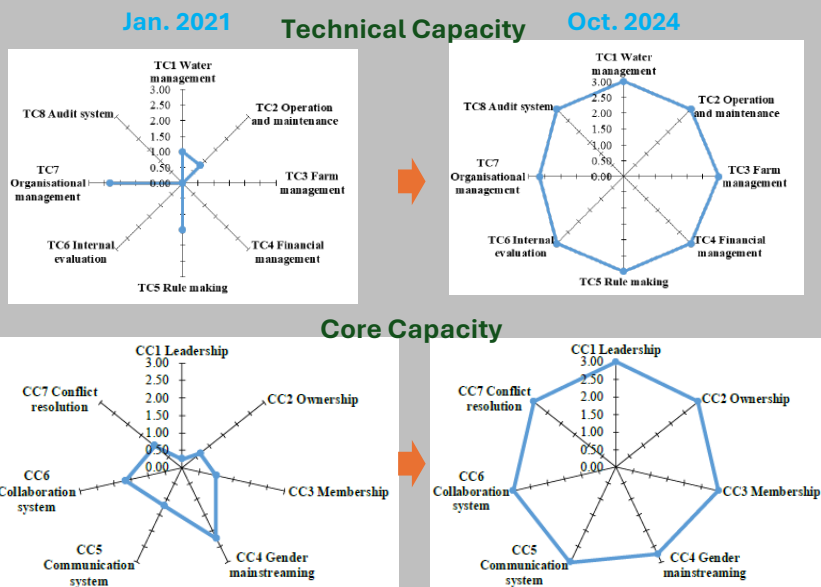 Jan. 2021
Technical Capacity
Oct. 2024
TC1 Water
management
3.00
2.50
2.00
1.50
1.00
0.50
0.00
TC2 Operation
and maintenance
TC3 Farm
management
TC4 Financial
management
TC5 Rule making
TC6 Internal
evaluation
TC7
Organisational
management
TC8 Audit system
TC1 Water
management
3.00
2.50
2.00
1.50
1.00
0.50
0.00
TC2 Operation
and maintenance
TC3 Farm
management
TC4 Financial
management
TC5 Rule making
TC6 Internal
evaluation
TC7
Organisational
management
TC8 Audit system
Core Capacity
CC1 Leadership
3.00
2.50
2.00
1.50
1.00
0.50
0.00
CC2 Ownership
CC3 Membership
CC4 Gender
mainstreaming
CC5
Communication
system
CC6
Collaboration
system
CC7 Conflict
resolution
CC1 Leadership
3.00
2.50
2.00
1.50
1.00
0.50
0.00
CC2 Ownership
CC3 Membership
CC4 Gender
mainstreaming
CC5
Communication
system
CC6
Collaboration
system
CC7 Conflict
resolution